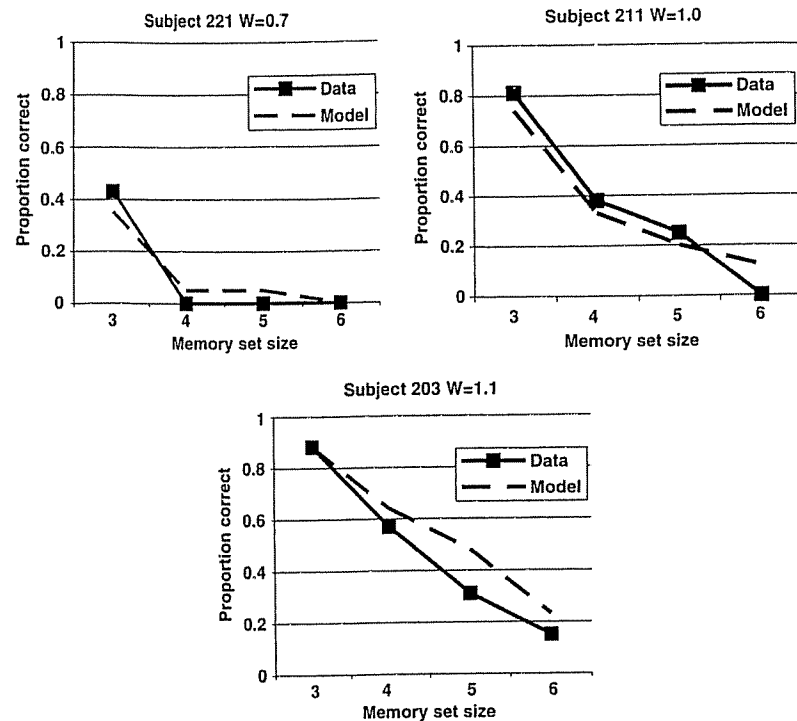 Subject 221 W=0.7
Proportion correct
1
0.8
0.6
0.4
0.2
0
Data
Model
3 4 5 6
Memory set size
Subject 211 W=1.0
Proportion correct
1
0.8
0.6
0.4
0.2
0
Data
Model
3 4 5 6
Memory set size
Subject 203 W=1.1
Proportion correct
1
0.8
0.6
0.4
0.2
0
Data
Model
3 4 5 6
Memory set size